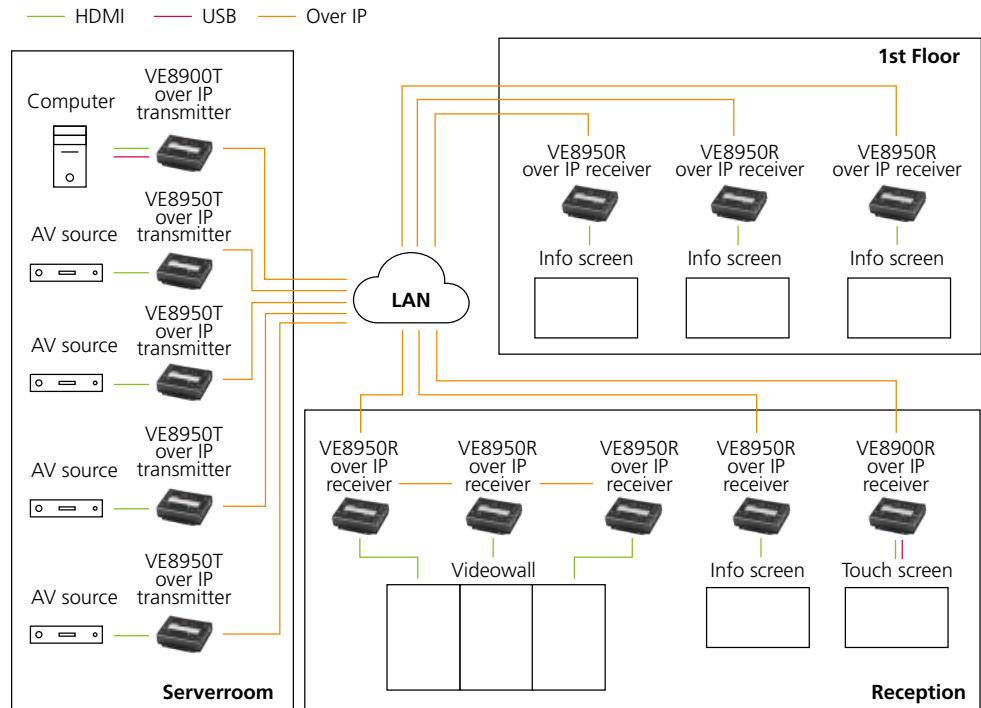 HDMI
USB
Over IP
Computer
VE8900T
over IP
transmitter
AV source
VE8950T
over IP
transmitter
AV source
VE8950T
over IP
transmitter
AV source
VE8950T
over IP
transmitter
AV source
VE8950T
over IP
transmitter
Serverroom
LAN
1st Floor
VE8950R
over IP receiver
VE8950R
over IP receiver
VE8950R
over IP receiver
Info screen
Info screen
Info screen
VE8950R
over IP
receiver
VE8950R
over IP
receiver
VE8950R
over IP
receiver
VE8950R
over IP
receiver
VE8900R
over IP
receiver
Videowall
Info screen
Touch screen
Reception